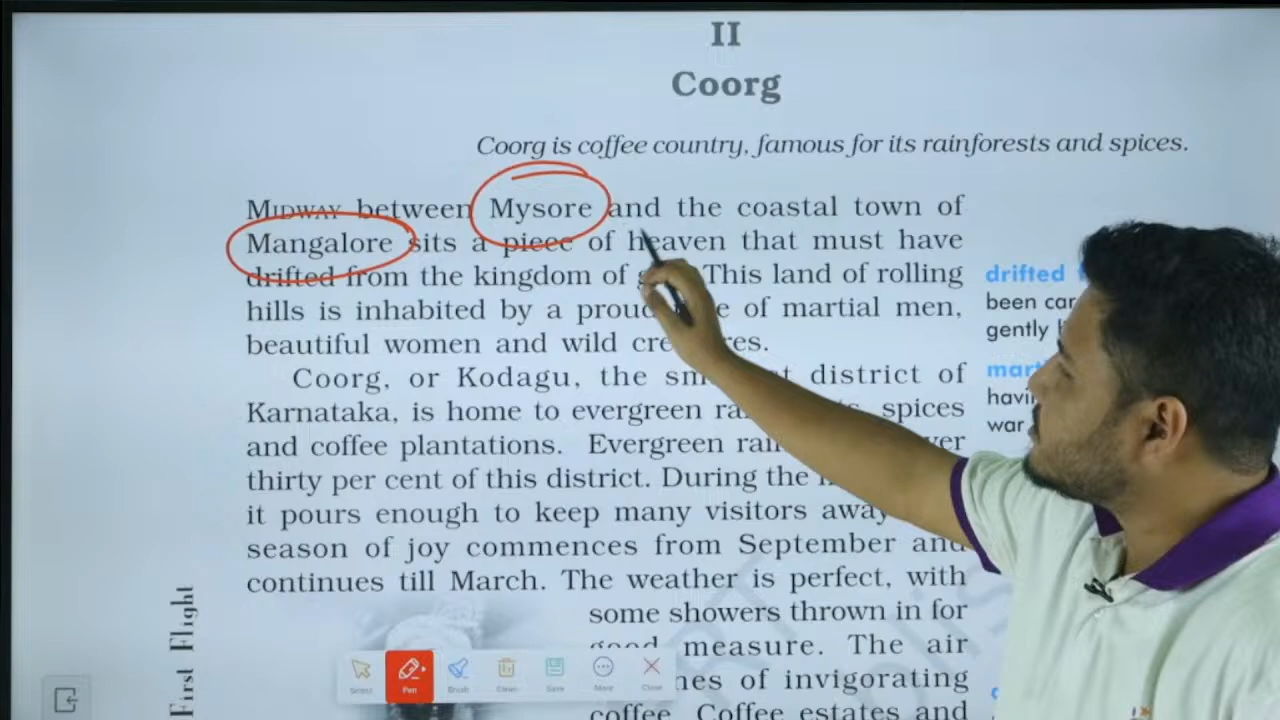 II
Coorg
Coorg is coffee country, famous for its rainforests and spices.
MIDWAY between Mysore and the coastal town of
Mangalore sits a piece of heaven that must have
drifted from the kingdom of This land of rolling
hills is inhabited by a proud of martial men,
beautiful women and wild
Coorg, or Kodagu, the district of
Karnataka, is home to evergreen spices
and coffee plantations. Evergreen
thirty per cent of this district. During the
it pours enough to keep many visitors away
season of joy commences from September and
continues till March. The weather is perfect, with
some showers thrown in for
good measure. The air
of invigorating
coffee. Coffee estates and
drifted
been
gently
war
First Flight
Select
Pen
Brush
Clean
Save
More
Close